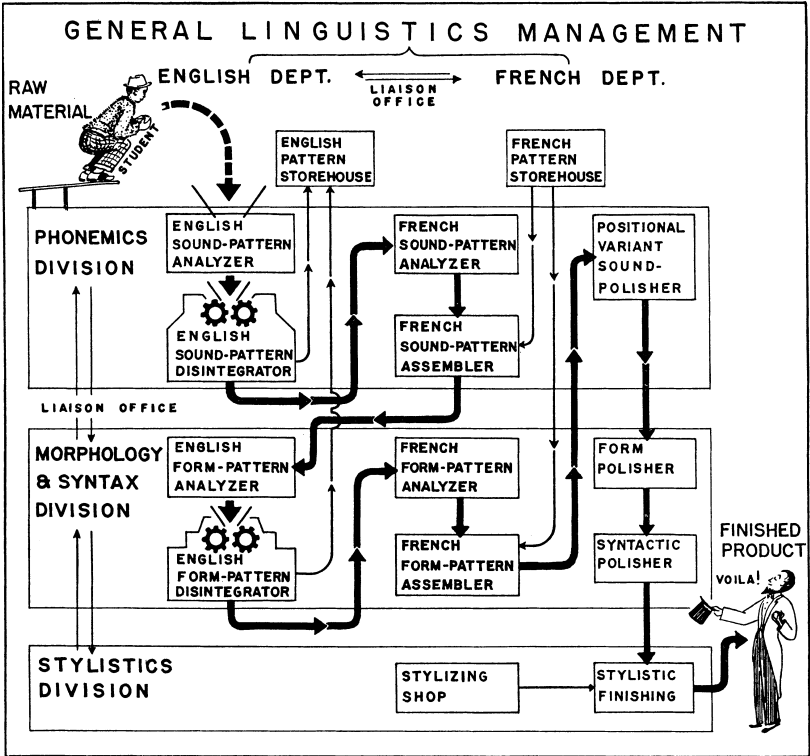 GENERAL LINGUISTICS MANAGEMENT
ENGLISH DEPT.
FRENCH DEPT.
LIAISON
OFFICE
RAW
MATERIAL
STUDENT
ENGLISH
PATTERN
STOREHOUSE
FRENCH
PATTERN
STOREHOUSE
PHONEMICS
DIVISION
ENGLISH
SOUND-PATTERN
ANALYZER
FRENCH
SOUND-PATTERN
ANALYZER
POSITIONAL
VARIANT
SOUND-
POLISHER
ENGLISH
SOUND-PATTERN
DISINTEGRATOR
FRENCH
SOUND-PATTERN
ASSEMBLER
LIAISON OFFICE
MORPHOLOGY
& SYNTAX
DIVISION
ENGLISH
FORM-PATTERN
ANALYZER
FRENCH
FORM-PATTERN
ANALYZER
FORM
POLISHER
ENGLISH
FORM-PATTERN
DISINTEGRATOR
FRENCH
FORM-PATTERN
ASSEMBLER
SYNTACTIC
POLISHER
FINISHED
PRODUCT
VOILA!
STYLISTICS
DIVISION
STYLIZING
SHOP
STYLISTIC
FINISHING